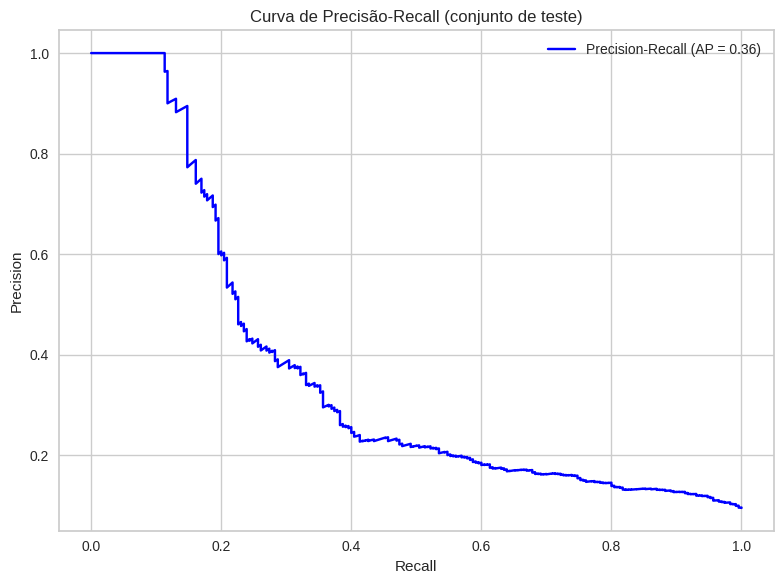 Curva de Precisão-Recall (conjunto de teste)
Precision-Recall (AP = 0.36)
1.0
0.8
0.6
0.4
0.2
Precision
0.0 0.2 0.4 0.6 0.8 1.0
Recall